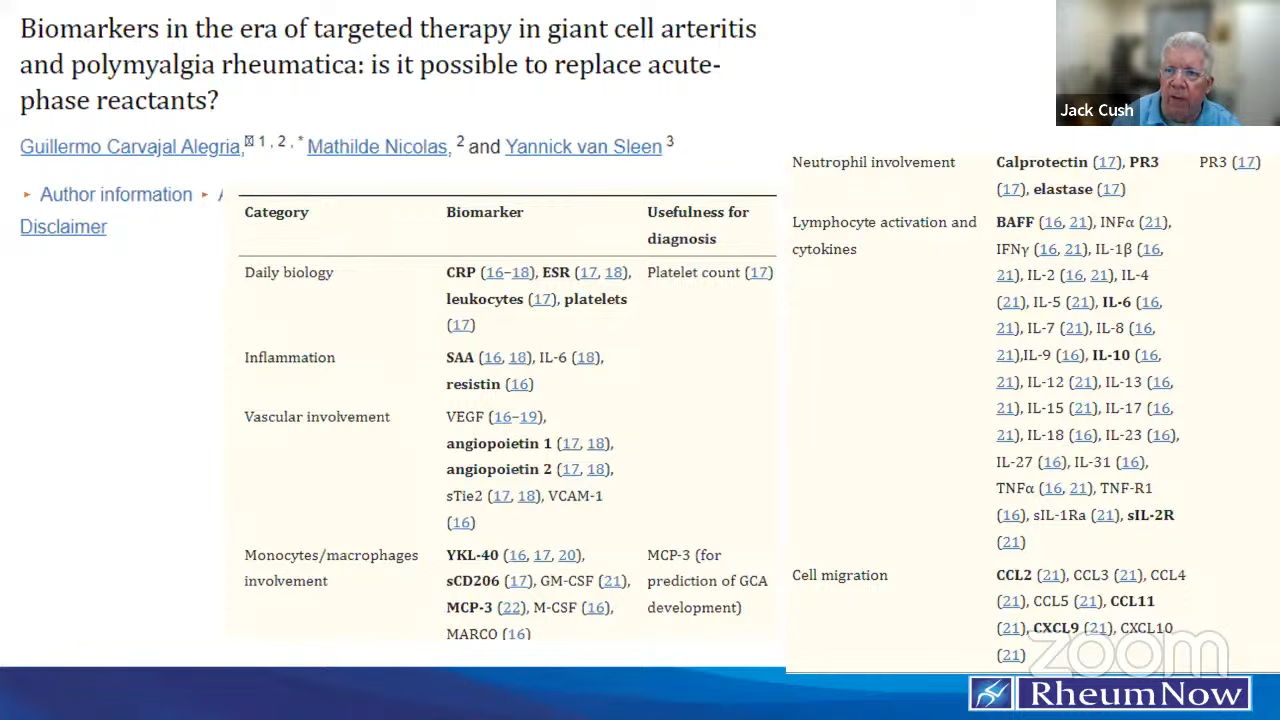 Biomarkers in the era of targeted therapy in giant cell arteritis
and polymyalgia rheumatica: is it possible to replace acute-
phase reactants?
Guillermo Carvajal Alegria, 1, 2, * Mathilde Nicolas, 2 and Yannick van Sleen 3
▸ Author information ▸
Disclaimer
Category Biomarker Usefulness for
diagnosis
Daily biology CRP (16–18), ESR (17, 18), Platelet count (17)
leukocytes (17), platelets
(17)
Inflammation SAA (16, 18), IL-6 (18),
resistin (16)
Vascular involvement VEGF (16–19),
angiopoietin 1 (17, 18),
angiopoietin 2 (17, 18),
sTie2 (17, 18), VCAM-1
(16)
Monocytes/macrophages YKL-40 (16, 17, 20), MCP-3 (for
involvement sCD206 (17), GM-CSF (21), prediction of GCA
MCP-3 (22), M-CSF (16), development)
MARCO (16)
Jack Cush
Neutrophil involvement Calprotectin (17), PR3 PR3 (17)
(17), elastase (17)
Lymphocyte activation and BAFF (16, 21), INFα (21),
cytokines IFNγ (16, 21), IL-1β (16,
21), IL-2 (16, 21), IL-4
(21), IL-5 (21), IL-6 (16,
21), IL-7 (21), IL-8 (16,
21),IL-9 (16), IL-10 (16,
21), IL-12 (21), IL-13 (16,
21), IL-15 (21), IL-17 (16,
21), IL-18 (16), IL-23 (16),
IL-27 (16), IL-31 (16),
TNFα (16, 21), TNF-R1
(16), sIL-1Ra (21), sIL-2R
(21)
Cell migration CCL2 (21), CCL3 (21), CCL4
(21), CCL5 (21), CCL11
(21), CXCL9 (21), CXCL10
(21)
zoom
RheumNow